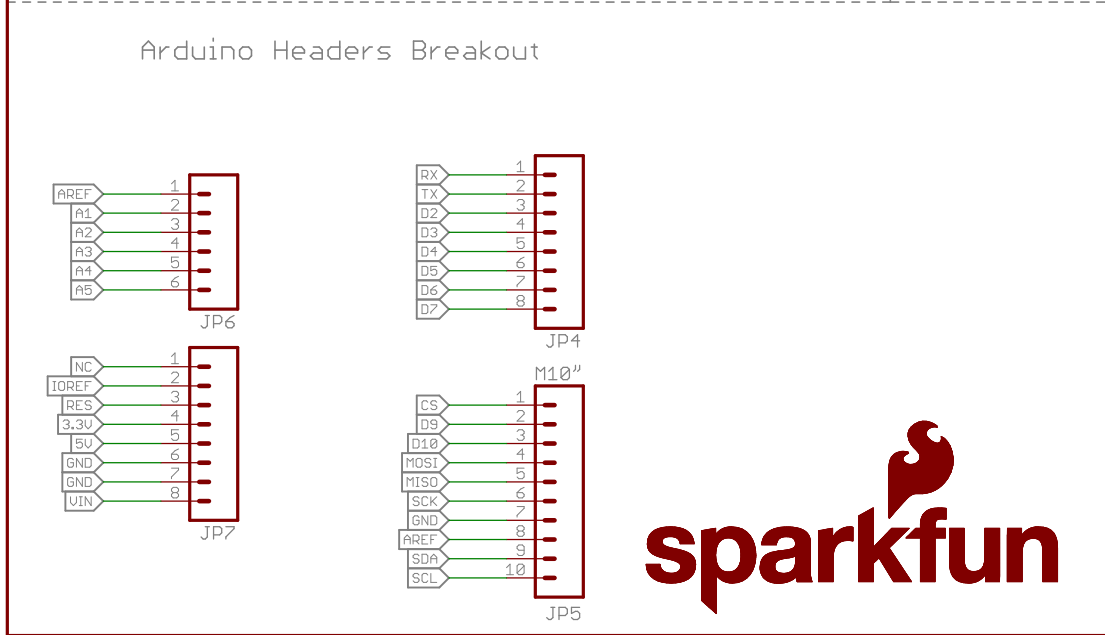 Arduino Headers Breakout
AREF 1
A1 2
A2 3
A3 4
A4 5
A5 6
JP6
NC 1
IOREF 2
RES 3
3.3V 4
5V 5
GND 6
GND 7
VIN 8
JP7
RX 1
TX 2
D2 3
D3 4
D4 5
D5 6
D6 7
D7 8
JP4
M10"
CS 1
D9 2
D10 3
MOSI 4
MISO 5
SCK 6
GND 7
AREF 8
SDA 9
SCL 10
JP5
sparkfun